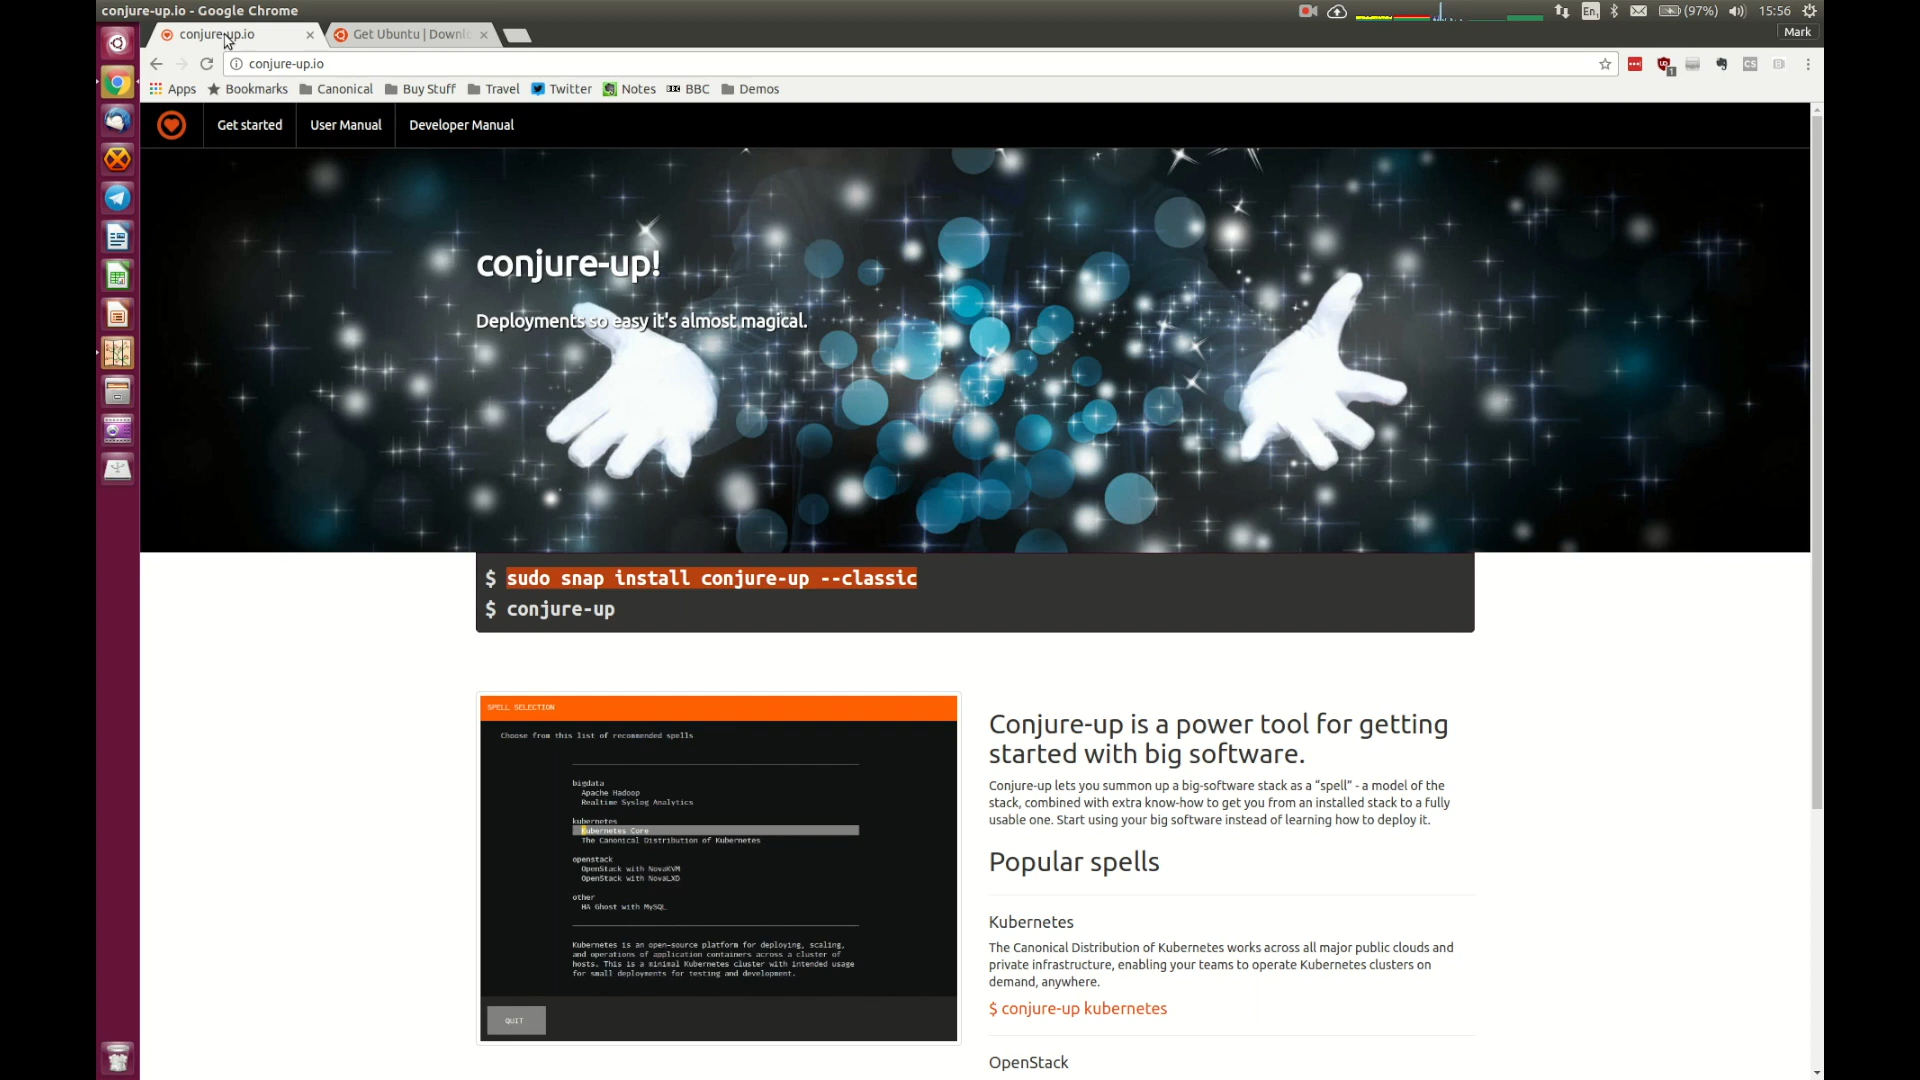 conjure-up.io - Google Chrome
En
(97%)
15:56
conjure-up.io
Get Ubuntu | Downl
Mark
conjure-up.io
1
CS
Apps
Bookmarks
Canonical
Buy Stuff
Travel
Twitter
Notes
BBC BBC
Demos
Get started
User Manual
Developer Manual
conjure-up!
Deployments so easy it's almost magical.
$ sudo snap install conjure-up --classic
$ conjure-up
SPELL SELECTION
Choose from this list of recommended spells
bigdata
Apache Hadoop
Realtime Syslog Analytics
kubernetes
Kubernetes Core
The Canonical Distribution of Kubernetes
openstack
OpenStack with NovaKVM
OpenStack with NovaLXD
other
HA Ghost with MySQL
Kubernetes is an open-source platform for deploying, scaling,
and operations of application containers across a cluster of
hosts. This is a minimal Kubernetes cluster with intended usage
for small deployments for testing and development.
QUIT
Conjure-up is a power tool for getting
started with big software.
Conjure-up lets you summon up a big-software stack as a “spell” - a model of the
stack, combined with extra know-how to get you from an installed stack to a fully
usable one. Start using your big software instead of learning how to deploy it.
Popular spells
Kubernetes
The Canonical Distribution of Kubernetes works across all major public clouds and
private infrastructure, enabling your teams to operate Kubernetes clusters on
demand, anywhere.
$ conjure-up kubernetes
OpenStack